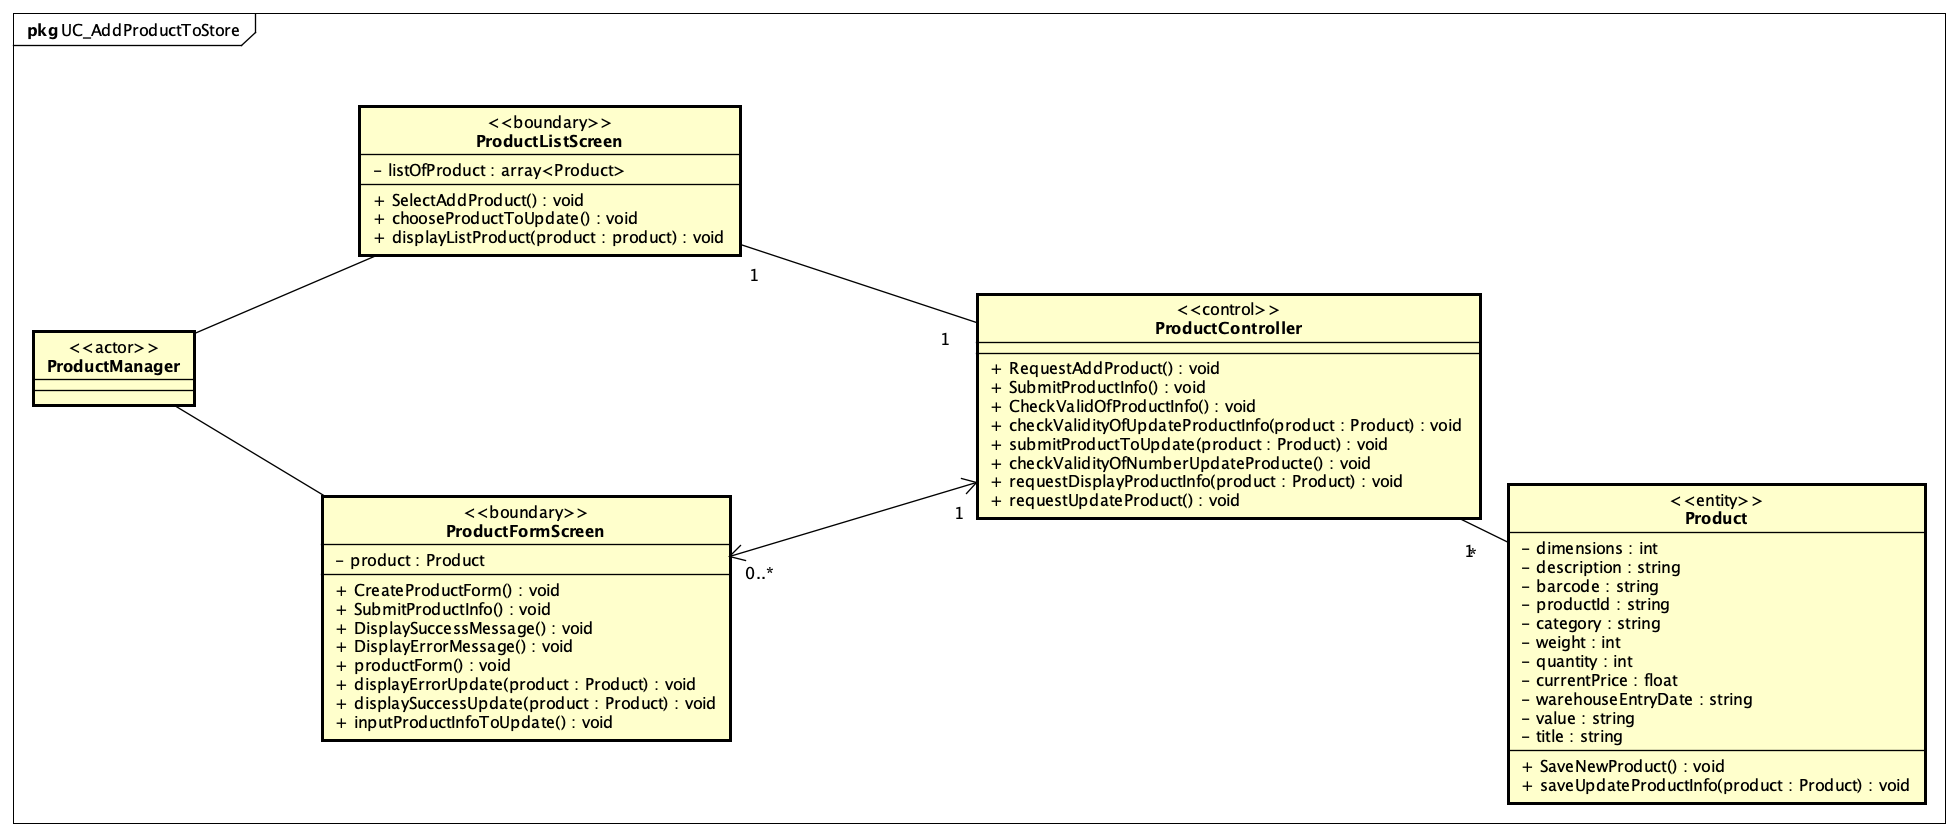 pkg UC_AddProductToStore
<<boundary>>
ProductListScreen
- listOfProduct : array<Product>
+ SelectAddProduct() : void
+ chooseProductToUpdate() : void
+ displayListProduct(product : product) : void
1
1
<<actor>>
ProductManager
<<control>>
ProductController
+ RequestAddProduct() : void
+ SubmitProductInfo() : void
+ CheckValidOfProductInfo() : void
+ checkValidityOfUpdateProductInfo(product : Product) : void
+ submitProductToUpdate(product : Product) : void
+ checkValidityOfNumberUpdateProducte() : void
+ requestDisplayProductInfo(product : Product) : void
+ requestUpdateProduct() : void
1
0..*
<<boundary>>
ProductFormScreen
- product : Product
+ CreateProductForm() : void
+ SubmitProductInfo() : void
+ DisplaySuccessMessage() : void
+ DisplayErrorMessage() : void
+ productForm() : void
+ displayErrorUpdate(product : Product) : void
+ displaySuccessUpdate(product : Product) : void
+ inputProductInfoToUpdate() : void
1
*
<<entity>>
Product
- dimensions : int
- description : string
- barcode : string
- productId : string
- category : string
- weight : int
- quantity : int
- currentPrice : float
- warehouseEntryDate : string
- value : string
- title : string
+ SaveNewProduct() : void
+ saveUpdateProductInfo(product : Product) : void